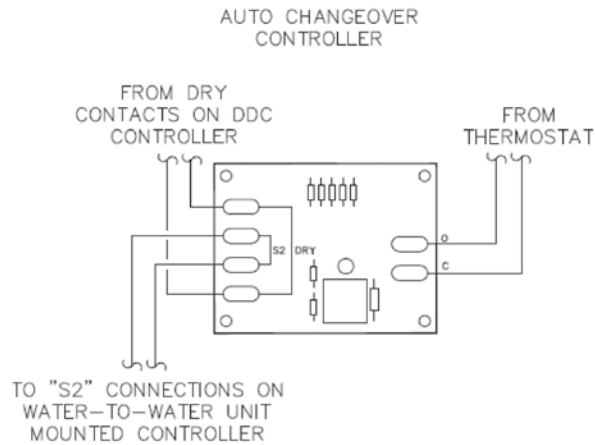 AUTO CHANGEOVER
CONTROLLER
FROM DRY
CONTACTS ON DDC
CONTROLLER
FROM
THERMOSTAT
O
S2 DRY
C
TO "S2" CONNECTIONS ON
WATER-TO-WATER UNIT
MOUNTED CONTROLLER